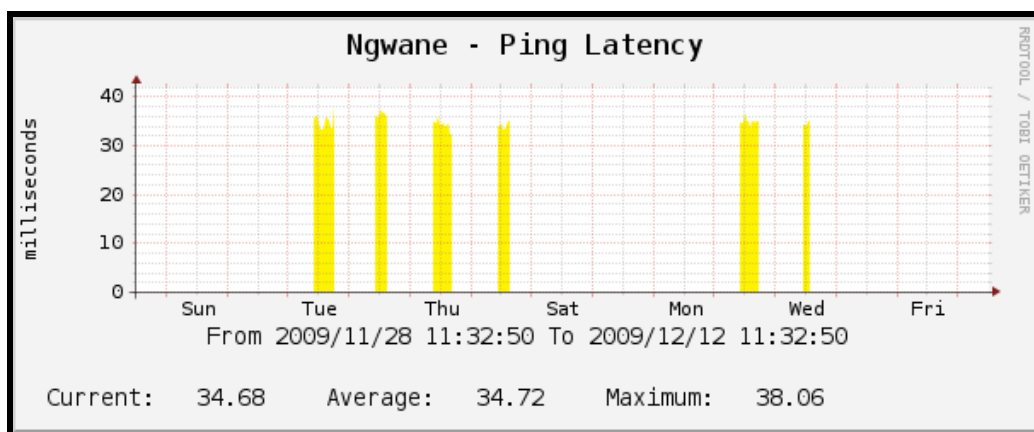 Ngwane - Ping Latency
RRDTOOL / TOBI OETIKER
milliseconds
40
30
20
10
0
Sun Tue Thu Sat Mon Wed Fri
From 2009/11/28 11:32:50 To 2009/12/12 11:32:50
Current: 34.68 Average: 34.72 Maximum: 38.06